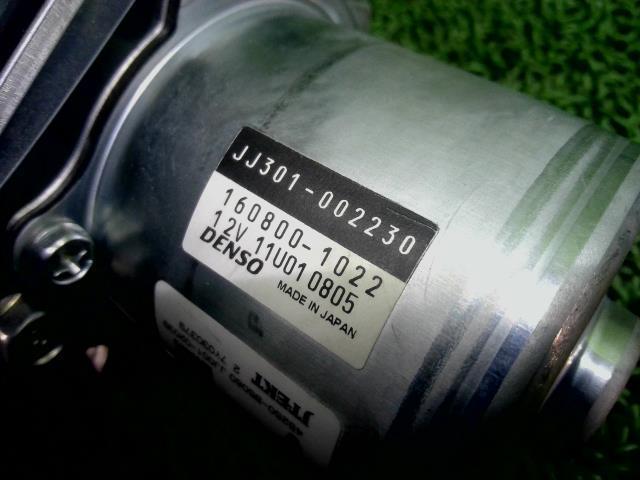 JJ301-002230
160800-1022
12V 11U010805
DENSO
MADE IN JAPAN
JTEKT